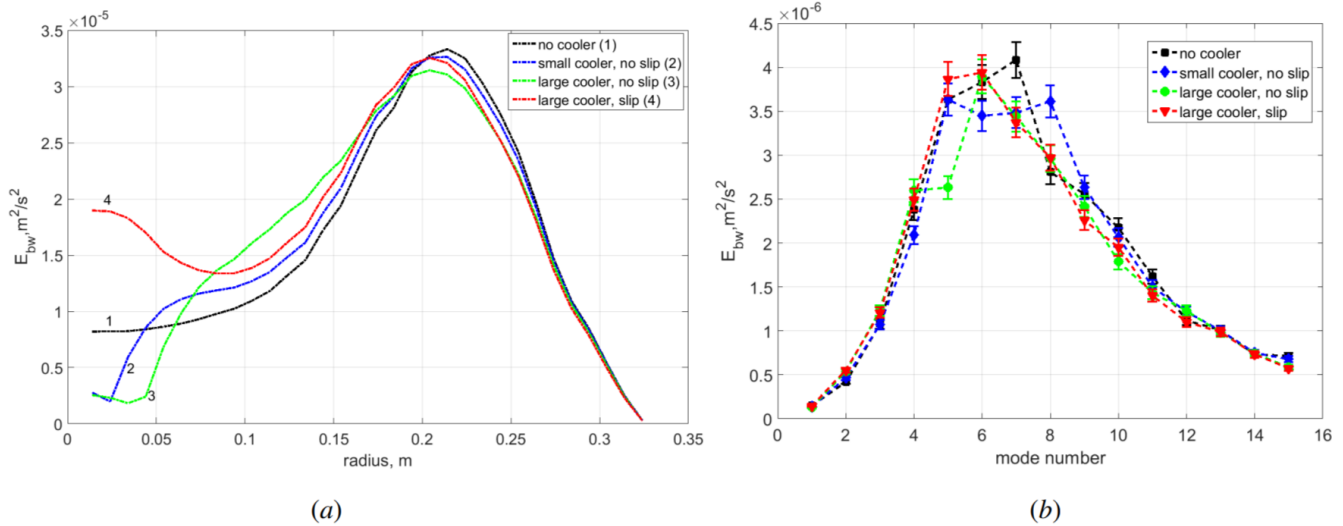 ×10⁻⁵
3.5
3
2.5
2
1.5
1
0.5
0
E_bw, m²/s²
no cooler (1)
small cooler, no slip (2)
large cooler, no slip (3)
large cooler, slip (4)
4
1
2
3
0 0.05 0.1 0.15 0.2 0.25 0.3 0.35
radius, m
(a)
×10⁻⁶
4.5
4
3.5
3
2.5
2
1.5
1
0.5
0
E_bw, m²/s²
no cooler
small cooler, no slip
large cooler, no slip
large cooler, slip
0 2 4 6 8 10 12 14 16
mode number
(b)